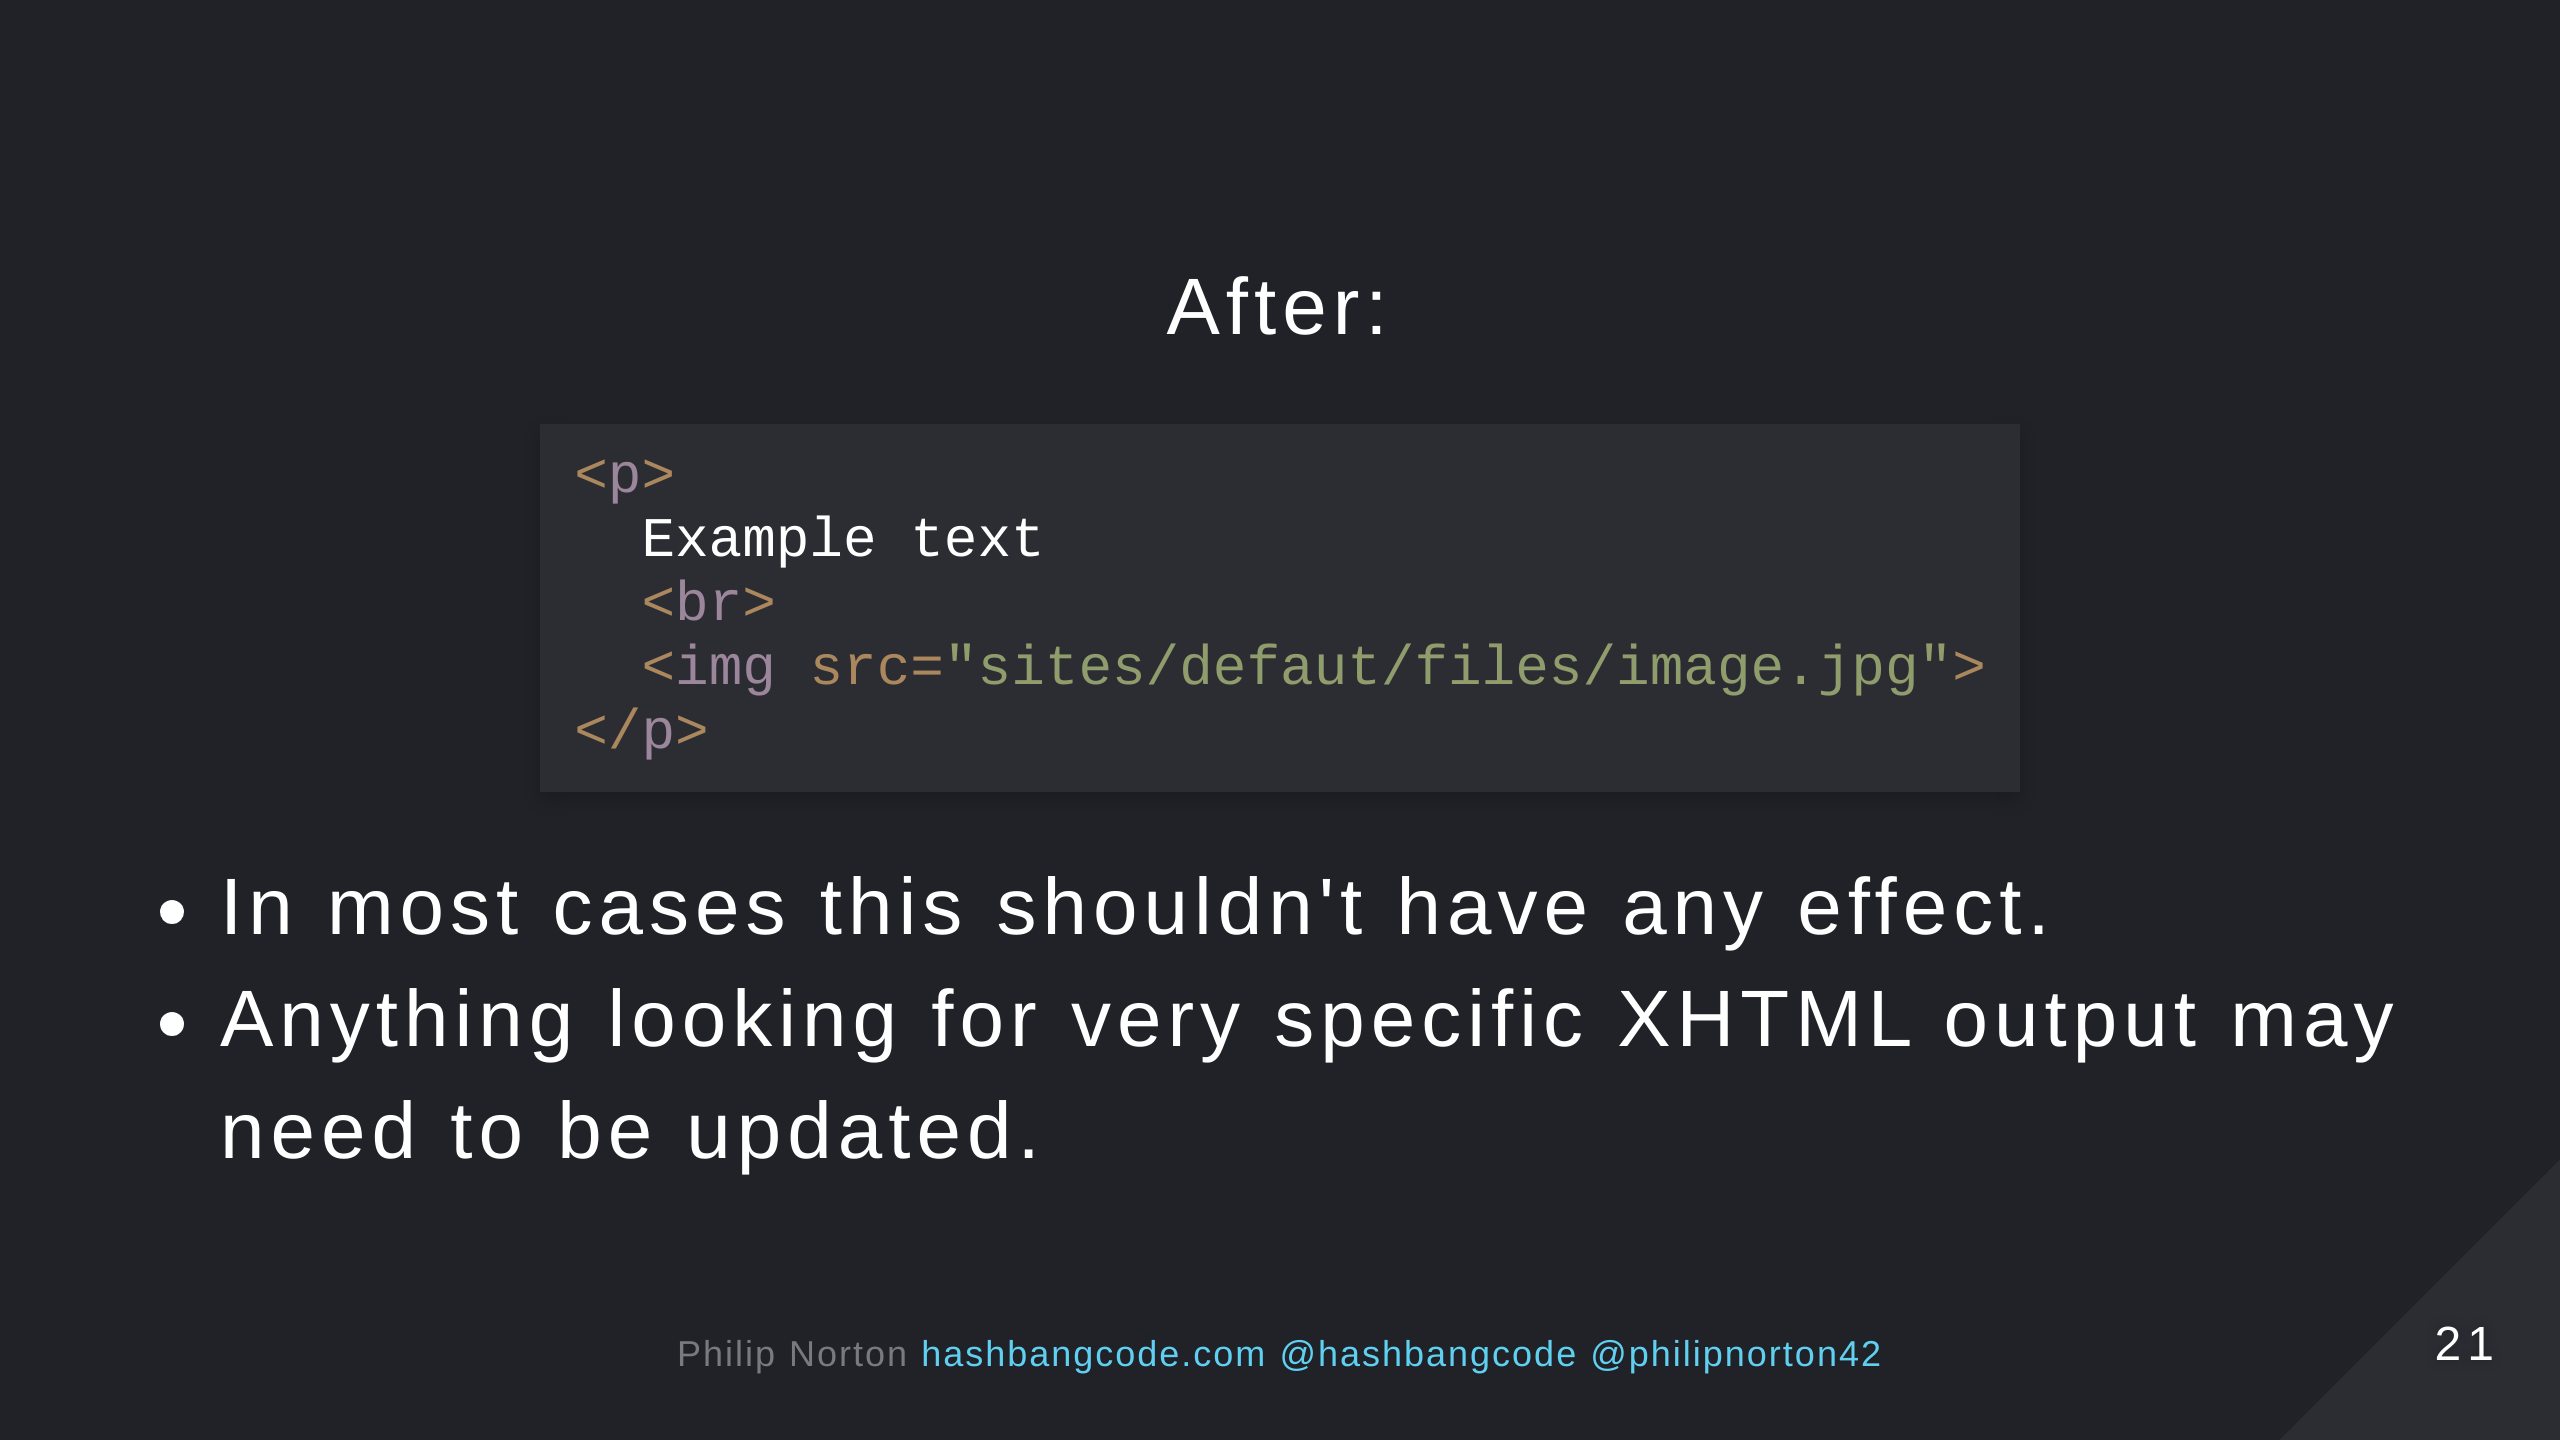 After:
<p>
  Example text
  <br>
  <img src="sites/defaut/files/image.jpg">
</p>
• In most cases this shouldn't have any effect.
• Anything looking for very specific XHTML output may
need to be updated.
Philip Norton hashbangcode.com @hashbangcode @philipnorton42
21